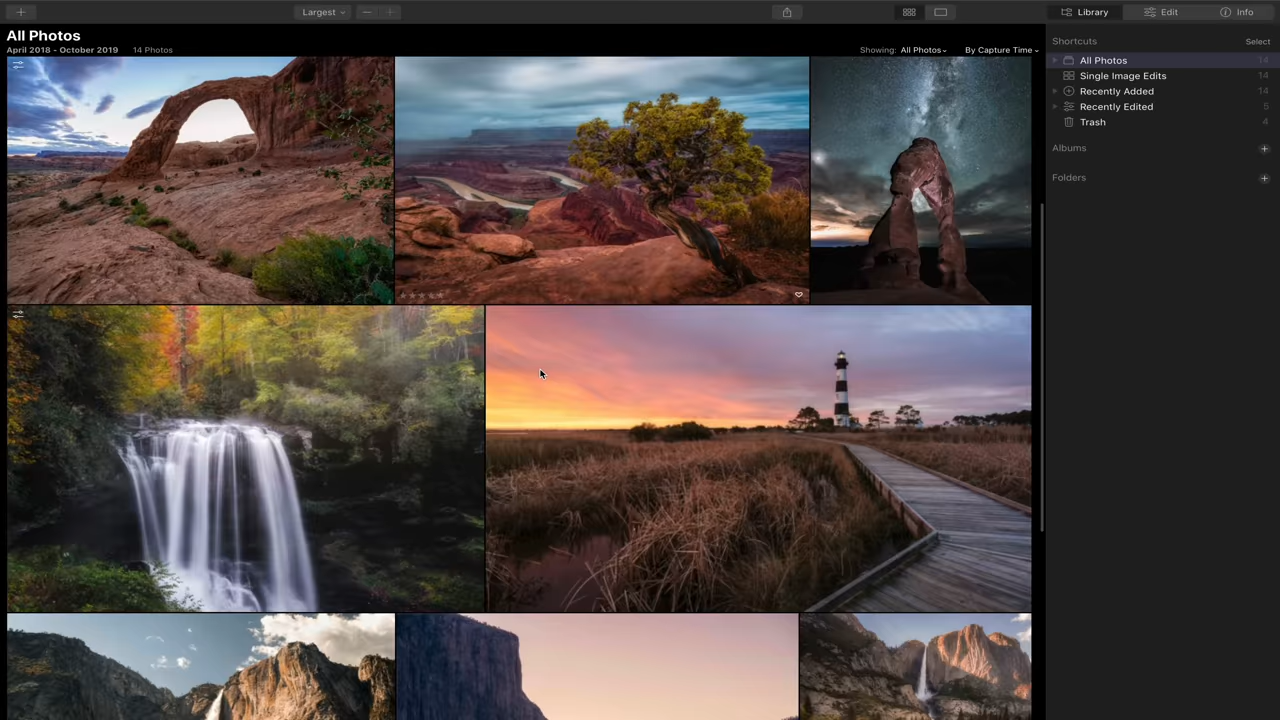 Largest
Library
Edit
Info
All Photos
April 2018 - October 2019
14 Photos
Showing: All Photos
By Capture Time
Shortcuts
Select
All Photos
14
Single Image Edits
14
Recently Added
14
Recently Edited
5
Trash
4
Albums
Folders